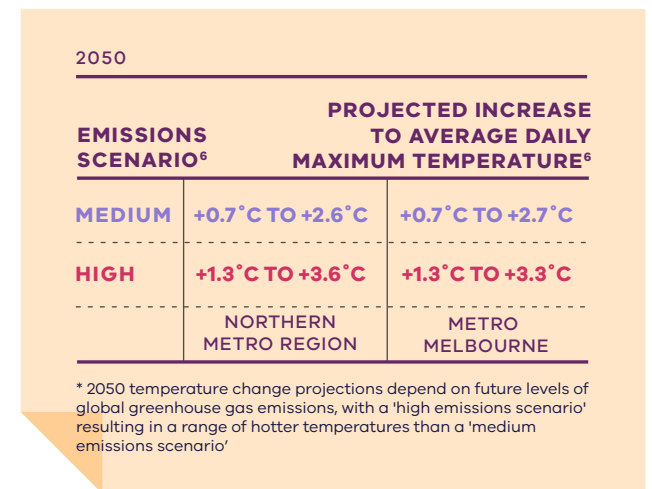 2050
EMISSIONS
SCENARIO⁶
PROJECTED INCREASE
TO AVERAGE DAILY
MAXIMUM TEMPERATURE⁶
MEDIUM +0.7°C TO +2.6°C +0.7°C TO +2.7°C
HIGH +1.3°C TO +3.6°C +1.3°C TO +3.3°C
NORTHERN
METRO REGION
METRO
MELBOURNE
* 2050 temperature change projections depend on future levels of
global greenhouse gas emissions, with a 'high emissions scenario'
resulting in a range of hotter temperatures than a 'medium
emissions scenario’